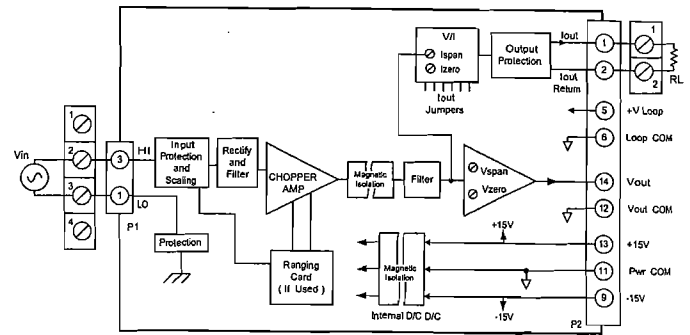 V/I
Ispan
Izero
Iout
Jumpers
Output
Protection
Iout
Iout
Return
1
2
1
2
RL
5
+V Loop
6
Loop COM
Vin
1
2
3
4
3
1
HI
LO
P1
Input
Protection
and
Scaling
Rectify
and
Filter
CHOPPER
AMP
Magnetic
Isolation
Filter
Vspan
Vzero
14
Vout
12
Vout COM
Protection
Ranging
Card
( If Used )
Magnetic
Isolation
Internal D/C D/C
+15V
-15V
13
+15V
11
Pwr COM
9
-15V
P2